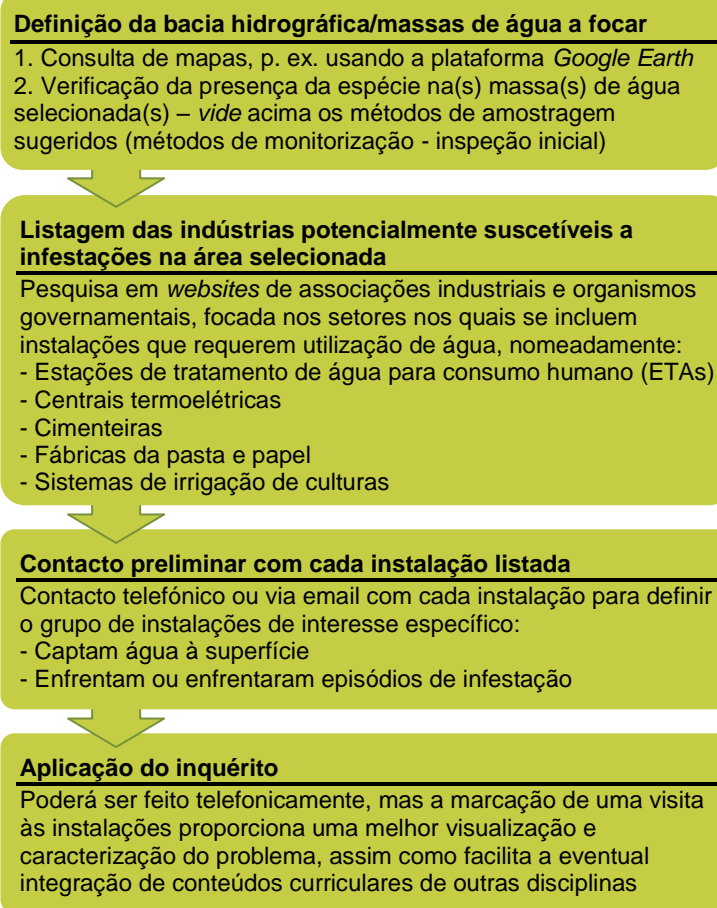 Definição da bacia hidrográfica/massas de água a focar
1. Consulta de mapas, p. ex. usando a plataforma Google Earth
2. Verificação da presença da espécie na(s) massa(s) de água
selecionada(s) – vide acima os métodos de amostragem
sugeridos (métodos de monitorização - inspeção inicial)
Listagem das indústrias potencialmente suscetíveis a
infestações na área selecionada
Pesquisa em websites de associações industriais e organismos
governamentais, focada nos setores nos quais se incluem
instalações que requerem utilização de água, nomeadamente:
- Estações de tratamento de água para consumo humano (ETAs)
- Centrais termoelétricas
- Cimenteiras
- Fábricas da pasta e papel
- Sistemas de irrigação de culturas
Contacto preliminar com cada instalação listada
Contacto telefónico ou via email com cada instalação para definir
o grupo de instalações de interesse específico:
- Captam água à superfície
- Enfrentam ou enfrentaram episódios de infestação
Aplicação do inquérito
Poderá ser feito telefonicamente, mas a marcação de uma visita
às instalações proporciona uma melhor visualização e
caracterização do problema, assim como facilita a eventual
integração de conteúdos curriculares de outras disciplinas